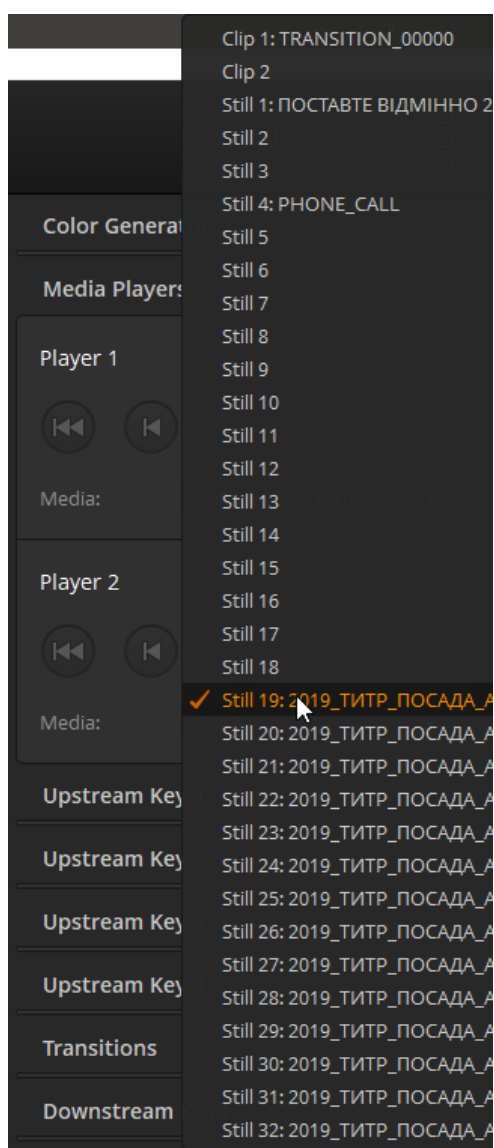 Clip 1: TRANSITION_00000
Clip 2
Still 1: ПОСТАВТЕ ВІДМІННО 2
Still 2
Still 3
Still 4: PHONE_CALL
Still 5
Still 6
Still 7
Still 8
Still 9
Still 10
Still 11
Still 12
Still 13
Still 14
Still 15
Still 16
Still 17
Still 18
Still 19: 2019_ТИТР_ПОСАДА_А
Still 20: 2019_ТИТР_ПОСАДА_А
Still 21: 2019_ТИТР_ПОСАДА_А
Still 22: 2019_ТИТР_ПОСАДА_А
Still 23: 2019_ТИТР_ПОСАДА_А
Still 24: 2019_ТИТР_ПОСАДА_А
Still 25: 2019_ТИТР_ПОСАДА_А
Still 26: 2019_ТИТР_ПОСАДА_А
Still 27: 2019_ТИТР_ПОСАДА_А
Still 28: 2019_ТИТР_ПОСАДА_А
Still 29: 2019_ТИТР_ПОСАДА_А
Still 30: 2019_ТИТР_ПОСАДА_А
Still 31: 2019_ТИТР_ПОСАДА_А
Still 32: 2019_ТИТР_ПОСАДА_А
Color Generat
Media Players
Player 1
Media:
Player 2
Media:
Upstream Key
Upstream Key
Upstream Key
Upstream Key
Transitions
Downstream